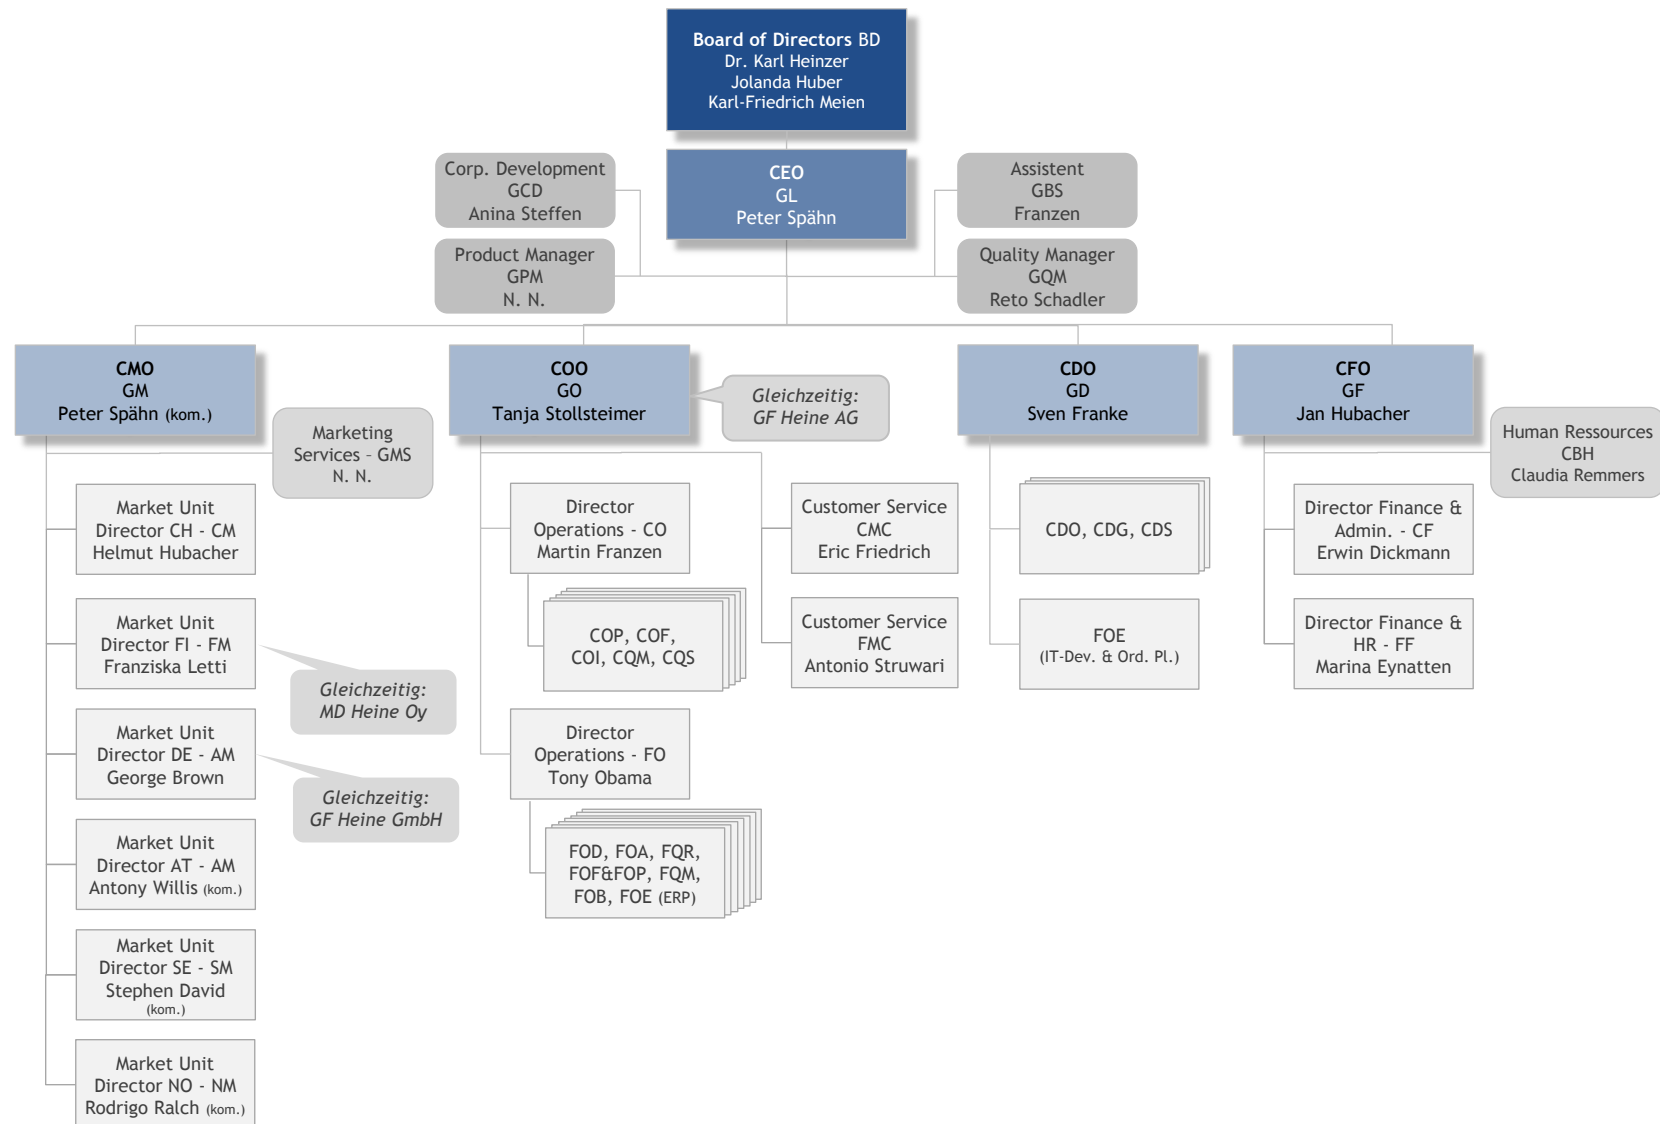 Board of Directors BD
Dr. Karl Heinzer
Jolanda Huber
Karl-Friedrich Meien
CEO
GL
Peter Spähn
Corp. Development
GCD
Anina Steffen
Assistent
GBS
Franzen
Product Manager
GPM
N. N.
Quality Manager
GQM
Reto Schadler
CMO
GM
Peter Spähn (kom.)
Marketing
Services – GMS
N. N.
Market Unit
Director CH - CM
Helmut Hubacher
Market Unit
Director FI - FM
Franziska Letti
Gleichzeitig:
MD Heine Oy
Market Unit
Director DE - AM
George Brown
Gleichzeitig:
GF Heine GmbH
Market Unit
Director AT - AM
Antony Willis (kom.)
Market Unit
Director SE - SM
Stephen David
(kom.)
Market Unit
Director NO - NM
Rodrigo Ralch (kom.)
COO
GO
Tanja Stollsteimer
Gleichzeitig:
GF Heine AG
Director
Operations - CO
Martin Franzen
COP, COF,
COI, CQM, CQS
Director
Operations - FO
Tony Obama
FOD, FOA, FQR,
FOF&FOP, FQM,
FOB, FOE (ERP)
Customer Service
CMC
Eric Friedrich
Customer Service
FMC
Antonio Struwari
CDO
GD
Sven Franke
CDO, CDG, CDS
FOE
(IT-Dev. & Ord. Pl.)
CFO
GF
Jan Hubacher
Human Ressources
CBH
Claudia Remmers
Director Finance &
Admin. - CF
Erwin Dickmann
Director Finance &
HR - FF
Marina Eynatten